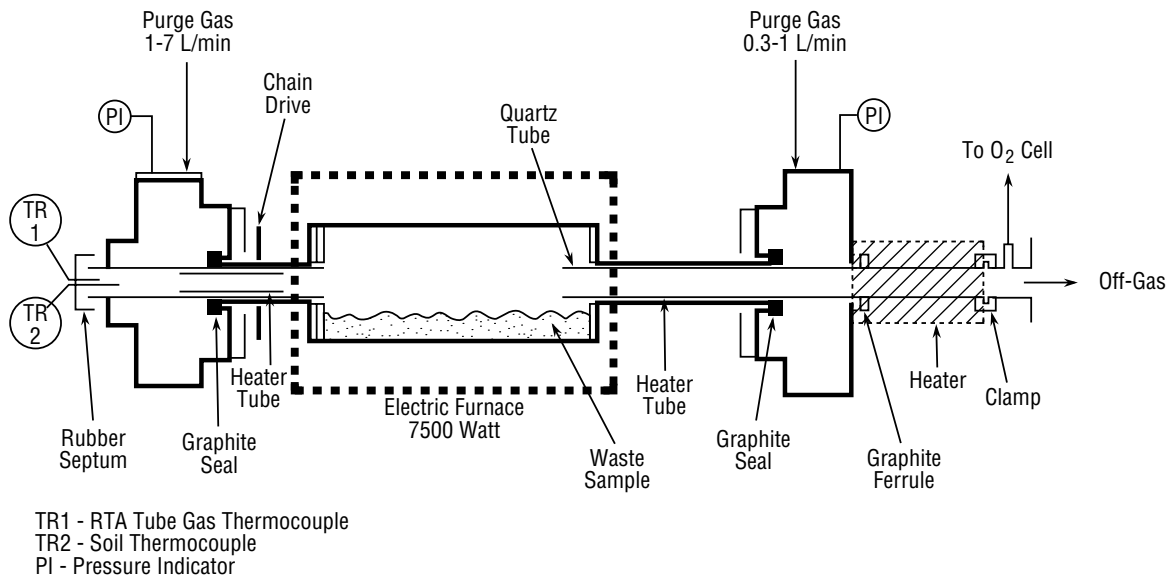 Purge Gas
1-7 L/min
Purge Gas
0.3-1 L/min
Chain
Drive
PI
Quartz
Tube
PI
To O2 Cell
TR
1
TR
2
Off-Gas
Heater
Tube
Electric Furnace
7500 Watt
Heater
Tube
Heater
Clamp
Rubber
Septum
Graphite
Seal
Waste
Sample
Graphite
Seal
Graphite
Ferrule
TR1 - RTA Tube Gas Thermocouple
TR2 - Soil Thermocouple
PI - Pressure Indicator